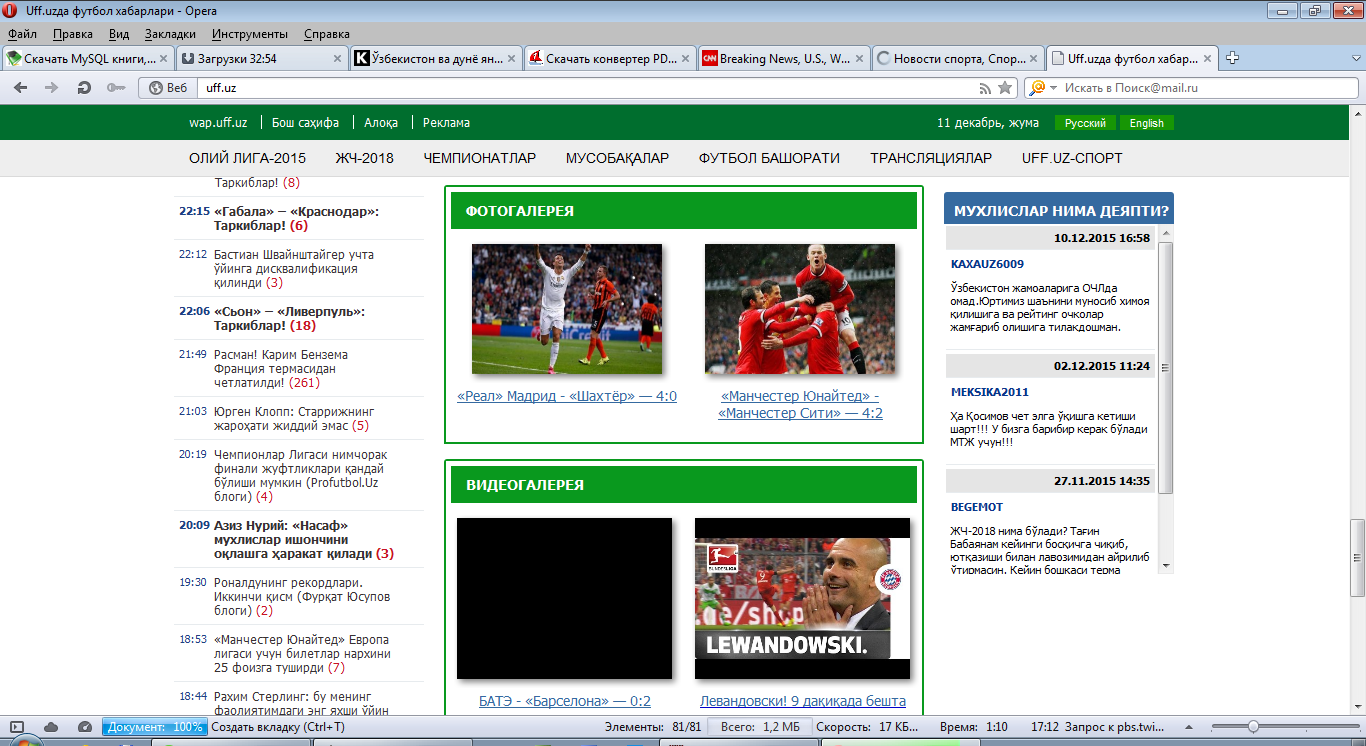 Uff.uzда футбол хабарлари - Opera
Файл Правка Вид Закладки Инструменты Справка
Скачать MySQL книги,... Загрузки 32:54 Ўзбекистон ва дунё ян... Скачать конвертер PD... CNN Breaking News, U.S., W... Новости спорта, Спор... Uff.uzда футбол хабар...
Веб uff.uz Искать в Поиск@mail.ru
wap.uff.uz Бош саҳифа Алоқа Реклама 11 декабрь, жума Русский English
ОЛИЙ ЛИГА-2015 ЖЧ-2018 ЧЕМПИОНАТЛАР МУСОБАҚАЛАР ФУТБОЛ БАШОРАТИ ТРАНСЛЯЦИЯЛАР UFF.UZ-СПОРТ
Таркиблар! (8)
22:15 «Габала» – «Краснодар»:
Таркиблар! (6)
22:12 Бастиан Швайнштайгер учта
ўйинга дисквалификация
қилинди (3)
22:06 «Сьон» – «Ливерпуль»:
Таркиблар! (18)
21:49 Расман! Карим Бензема
Франция термасидан
четлатилди! (261)
21:03 Юрген Клопп: Старрижнинг
жароҳати жиддий эмас (5)
20:19 Чемпионлар Лигаси нимчорак
финали жуфтликлари қандай
бўлиши мумкин (Profutbol.Uz
блоги) (4)
20:09 Азиз Нурий: «Насаф»
мухлислар ишончини
оқлашга ҳаракат қилади (3)
19:30 Роналдунинг рекордлари.
Иккинчи қисм (Фурқат Юсупов
блоги) (2)
18:53 «Манчестер Юнайтед» Европа
лигаси учун билетлар нархини
25 фоизга туширди (7)
18:44 Рахим Стерлинг: бу менинг
фаолиятимдаги энг яхши ўйин
ФОТОГАЛЕРЕЯ
«Реал» Мадрид - «Шахтёр» — 4:0
«Манчестер Юнайтед» -
«Манчестер Сити» — 4:2
ВИДЕОГАЛЕРЕЯ
BUNDESLIGA
.de/shop
LEWANDOWSKI.
БАТЭ - «Барселона» — 0:2
Левандовски! 9 дақиқада бешта
МУХЛИСЛАР НИМА ДЕЯПТИ?
10.12.2015 16:58
KAXAUZ6009
Ўзбекистон жамоаларига ОЧЛда
омад.Юртимиз шаънини муносиб химоя
қилишига ва рейтинг очколар
жамғариб олишига тилакдошман.
02.12.2015 11:24
MEKSIKA2011
Ҳа Қосимов чет элга ўқишга кетиши
шарт!!! У бизга барибир керак бўлади
МТЖ учун!!!
27.11.2015 14:35
BEGEMOT
ЖЧ-2018 нима бўлади? Тағин
Бабаянам кейинги босқичга чиқиб,
ютқазиши билан лавозимидан айрилиб
ўтирмасин. Кейин бошкаси терма
Документ: 100% Создать вкладку (Ctrl+T) Элементы: 81/81 Всего: 1,2 МБ Скорость: 17 КБ... Время: 1:10 17:12 Запрос к pbs.twi...